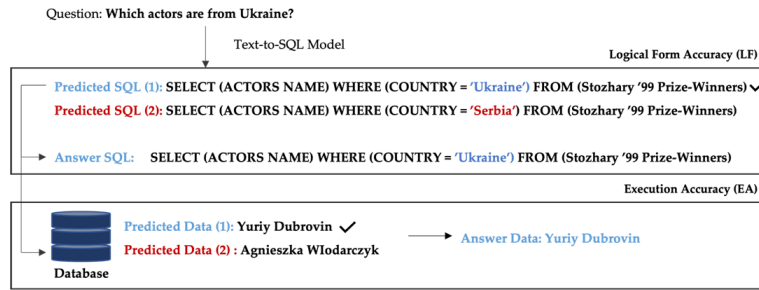 Question: Which actors are from Ukraine?
Text-to-SQL Model
Logical Form Accuracy (LF)
Predicted SQL (1): SELECT (ACTORS NAME) WHERE (COUNTRY = 'Ukraine') FROM (Stozhary '99 Prize-Winners)
Predicted SQL (2): SELECT (ACTORS NAME) WHERE (COUNTRY = 'Serbia') FROM (Stozhary '99 Prize-Winners)
Answer SQL: SELECT (ACTORS NAME) WHERE (COUNTRY = 'Ukraine') FROM (Stozhary '99 Prize-Winners)
Execution Accuracy (EA)
Predicted Data (1): Yuriy Dubrovin
Predicted Data (2) : Agnieszka WIodarczyk
Answer Data: Yuriy Dubrovin
Database